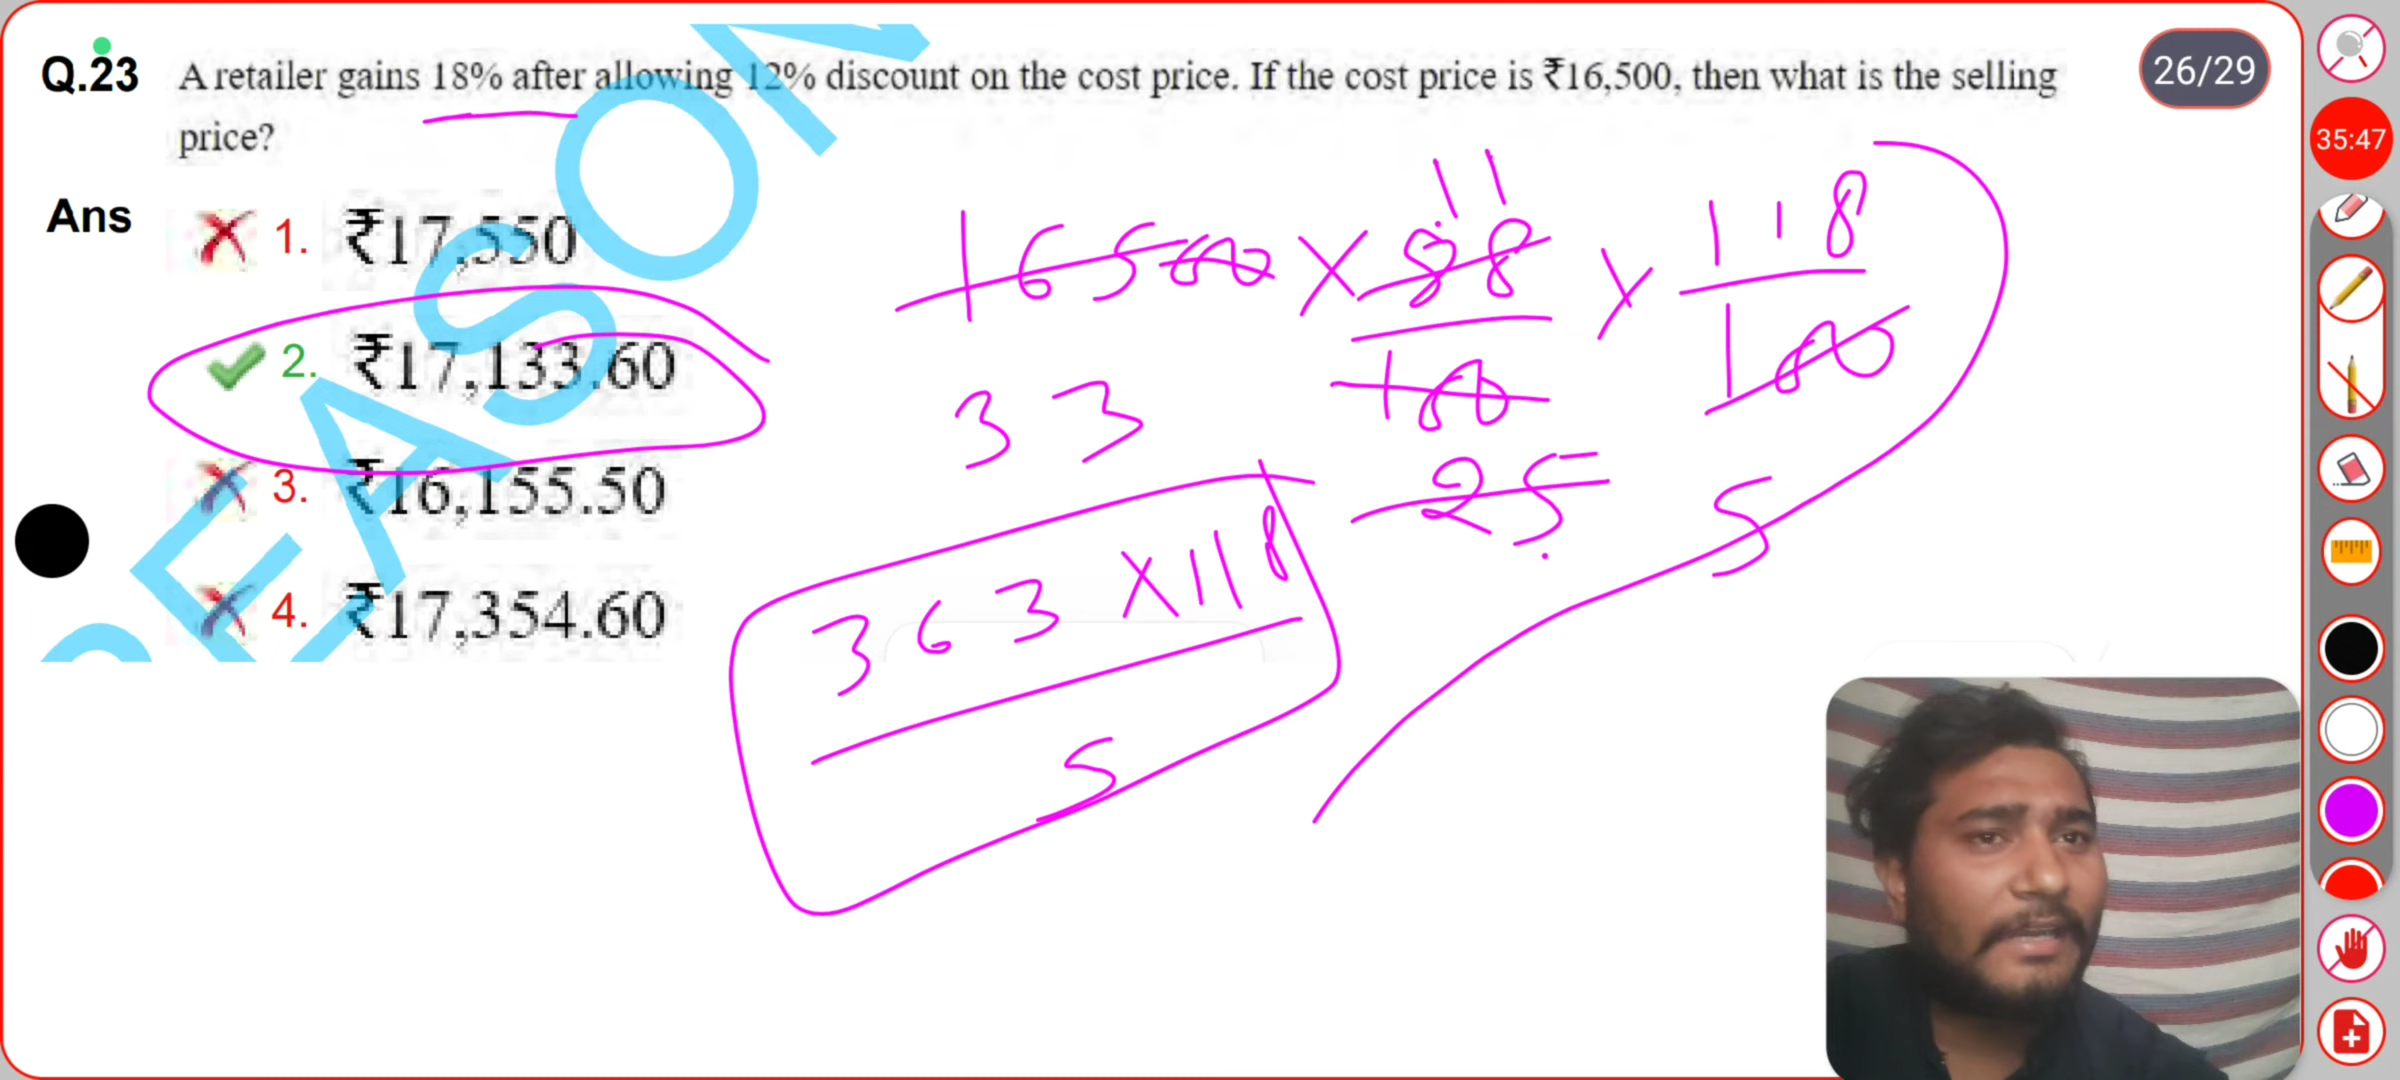 Q.23 A retailer gains 18% after allowing 12% discount on the cost price. If the cost price is ₹16,500, then what is the selling
price?
26/29
35:47
Ans
1. ₹17,550
2. ₹17,133.60
3. ₹16,155.50
4. ₹17,354.60
REASON
11
16500 × 88 × 118
100 100
33
25 5
363 × 118
5